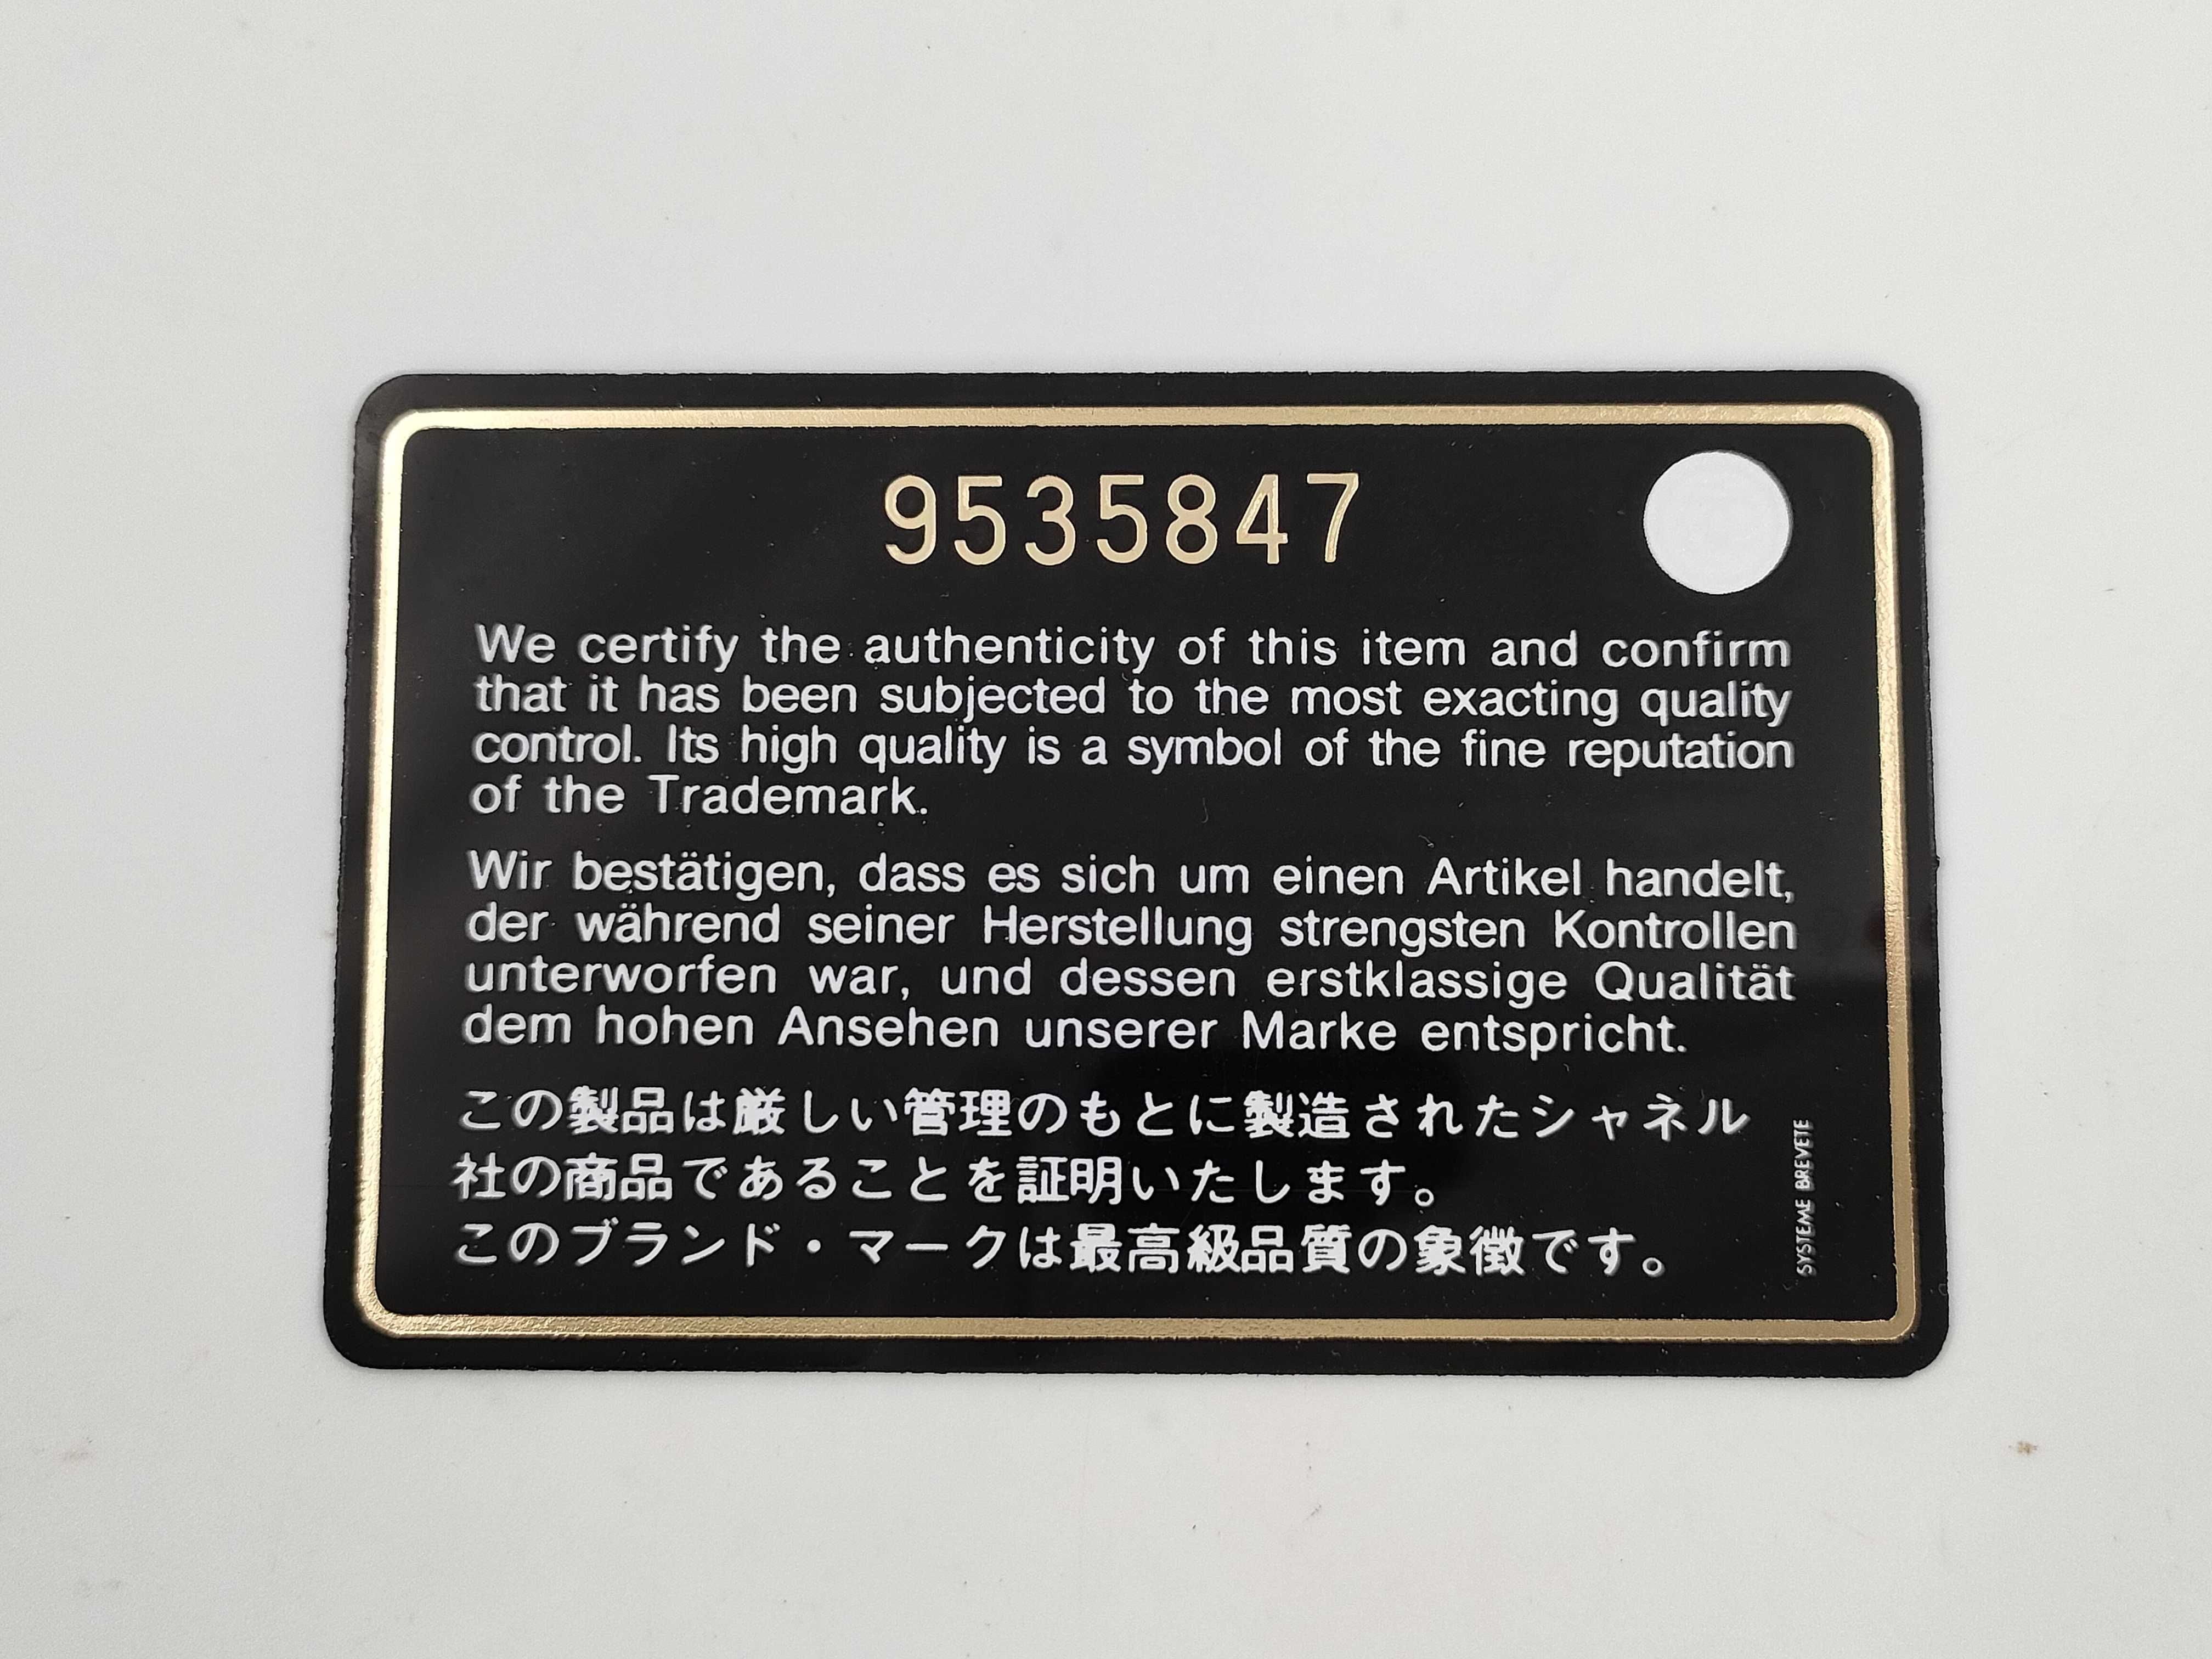 9535847
We certify the authenticity of this item and confirm
that it has been subjected to the most exacting quality
control. Its high quality is a symbol of the fine reputation
of the Trademark.
Wir bestätigen, dass es sich um einen Artikel handelt,
der während seiner Herstellung strengsten Kontrollen
unterworfen war, und dessen erstklassige Qualität
dem hohen Ansehen unserer Marke entspricht.
この製品は厳しい管理のもとに製造されたシャネル
社の商品であることを証明いたします。
このブランド・マークは最高級品質の象徴です。
SYSTEME BREVETE